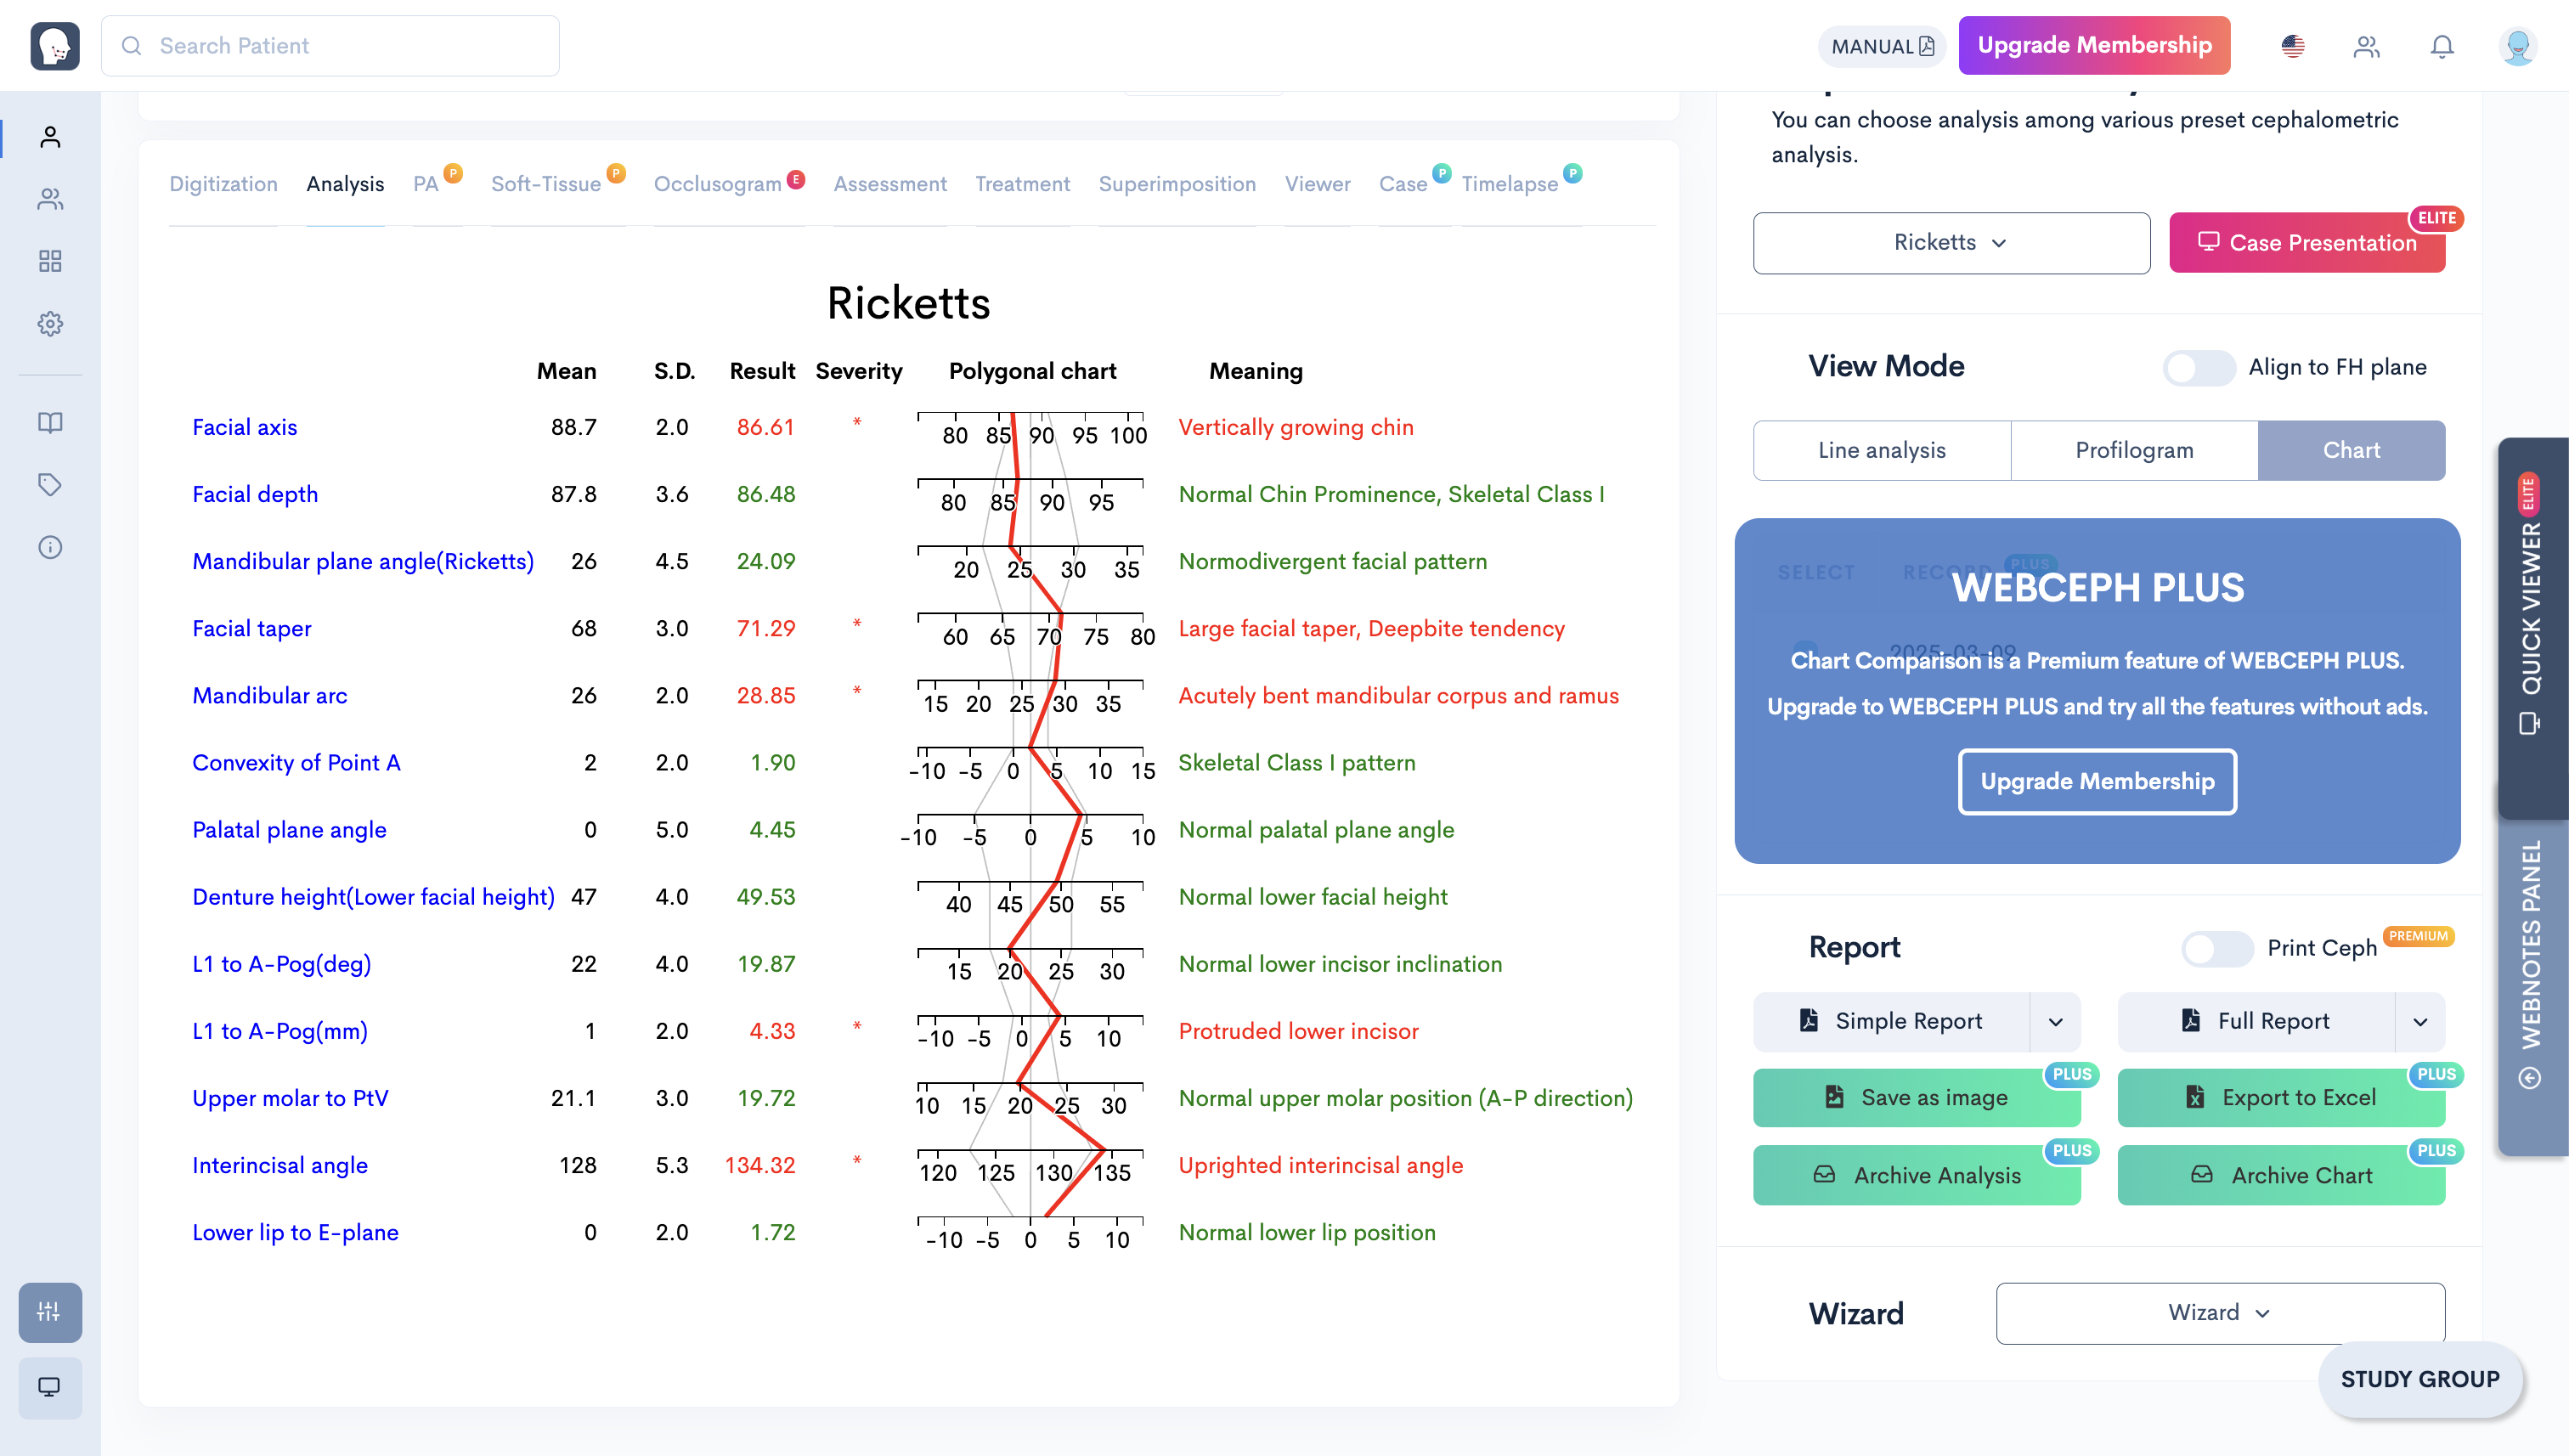 Search Patient
MANUAL
Upgrade Membership
You can choose analysis among various preset cephalometric
analysis.
Digitization
Analysis
PA P
Soft-Tissue P
Occlusogram E
Assessment
Treatment
Superimposition
Viewer
Case P
Timelapse P
Ricketts
Case Presentation
ELITE
Ricketts
View Mode
Align to FH plane
Line analysis
Profilogram
Chart
Mean S.D. Result Severity Polygonal chart Meaning
Facial axis 88.7 2.0 86.61 * 80 85 90 95 100 Vertically growing chin
Facial depth 87.8 3.6 86.48 80 85 90 95 Normal Chin Prominence, Skeletal Class I
Mandibular plane angle(Ricketts) 26 4.5 24.09 20 25 30 35 Normodivergent facial pattern
Facial taper 68 3.0 71.29 * 60 65 70 75 80 Large facial taper, Deepbite tendency
Mandibular arc 26 2.0 28.85 * 15 20 25 30 35 Acutely bent mandibular corpus and ramus
Convexity of Point A 2 2.0 1.90 -10 -5 0 5 10 15 Skeletal Class I pattern
Palatal plane angle 0 5.0 4.45 -10 -5 0 5 10 Normal palatal plane angle
Denture height(Lower facial height) 47 4.0 49.53 40 45 50 55 Normal lower facial height
L1 to A-Pog(deg) 22 4.0 19.87 15 20 25 30 Normal lower incisor inclination
L1 to A-Pog(mm) 1 2.0 4.33 * -10 -5 0 5 10 Protruded lower incisor
Upper molar to PtV 21.1 3.0 19.72 10 15 20 25 30 Normal upper molar position (A-P direction)
Interincisal angle 128 5.3 134.32 * 120 125 130 135 Uprighted interincisal angle
Lower lip to E-plane 0 2.0 1.72 -10 -5 0 5 10 Normal lower lip position
SELECT RECORD PLUS
WEBCEPH PLUS
2025-03-09
Chart Comparison is a Premium feature of WEBCEPH PLUS.
Upgrade to WEBCEPH PLUS and try all the features without ads.
Upgrade Membership
Report
Print Ceph PREMIUM
Simple Report
Full Report
Save as image PLUS
Export to Excel PLUS
Archive Analysis PLUS
Archive Chart PLUS
Wizard
Wizard
STUDY GROUP
QUICK VIEWER ELITE
WEBNOTES PANEL